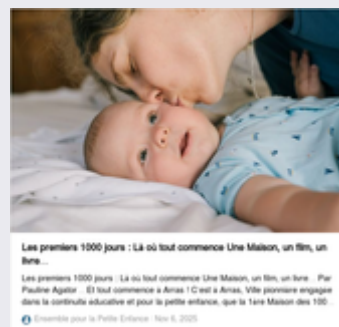 Les premiers 1000 jours : Là où tout commence Une Maison, un film, un
livre...
Les premiers 1000 jours : Là où tout commence Une Maison, un film, un livre ... Par
Pauline Agator ... Et tout commence à Arras ! C'est à Arras, Ville pionnière engagée
dans la continuité éducative et pour la petite enfance, que la 1ère Maison des 100 ...
Ensemble pour la Petite Enfance · Nov 6, 2025